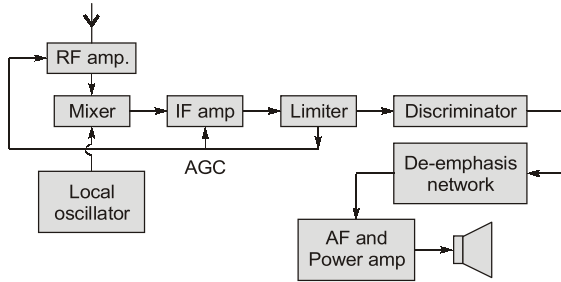 RF amp.
Mixer
IF amp
Limiter
Discriminator
AGC
De-emphasis
network
Local
oscillator
AF and
Power amp